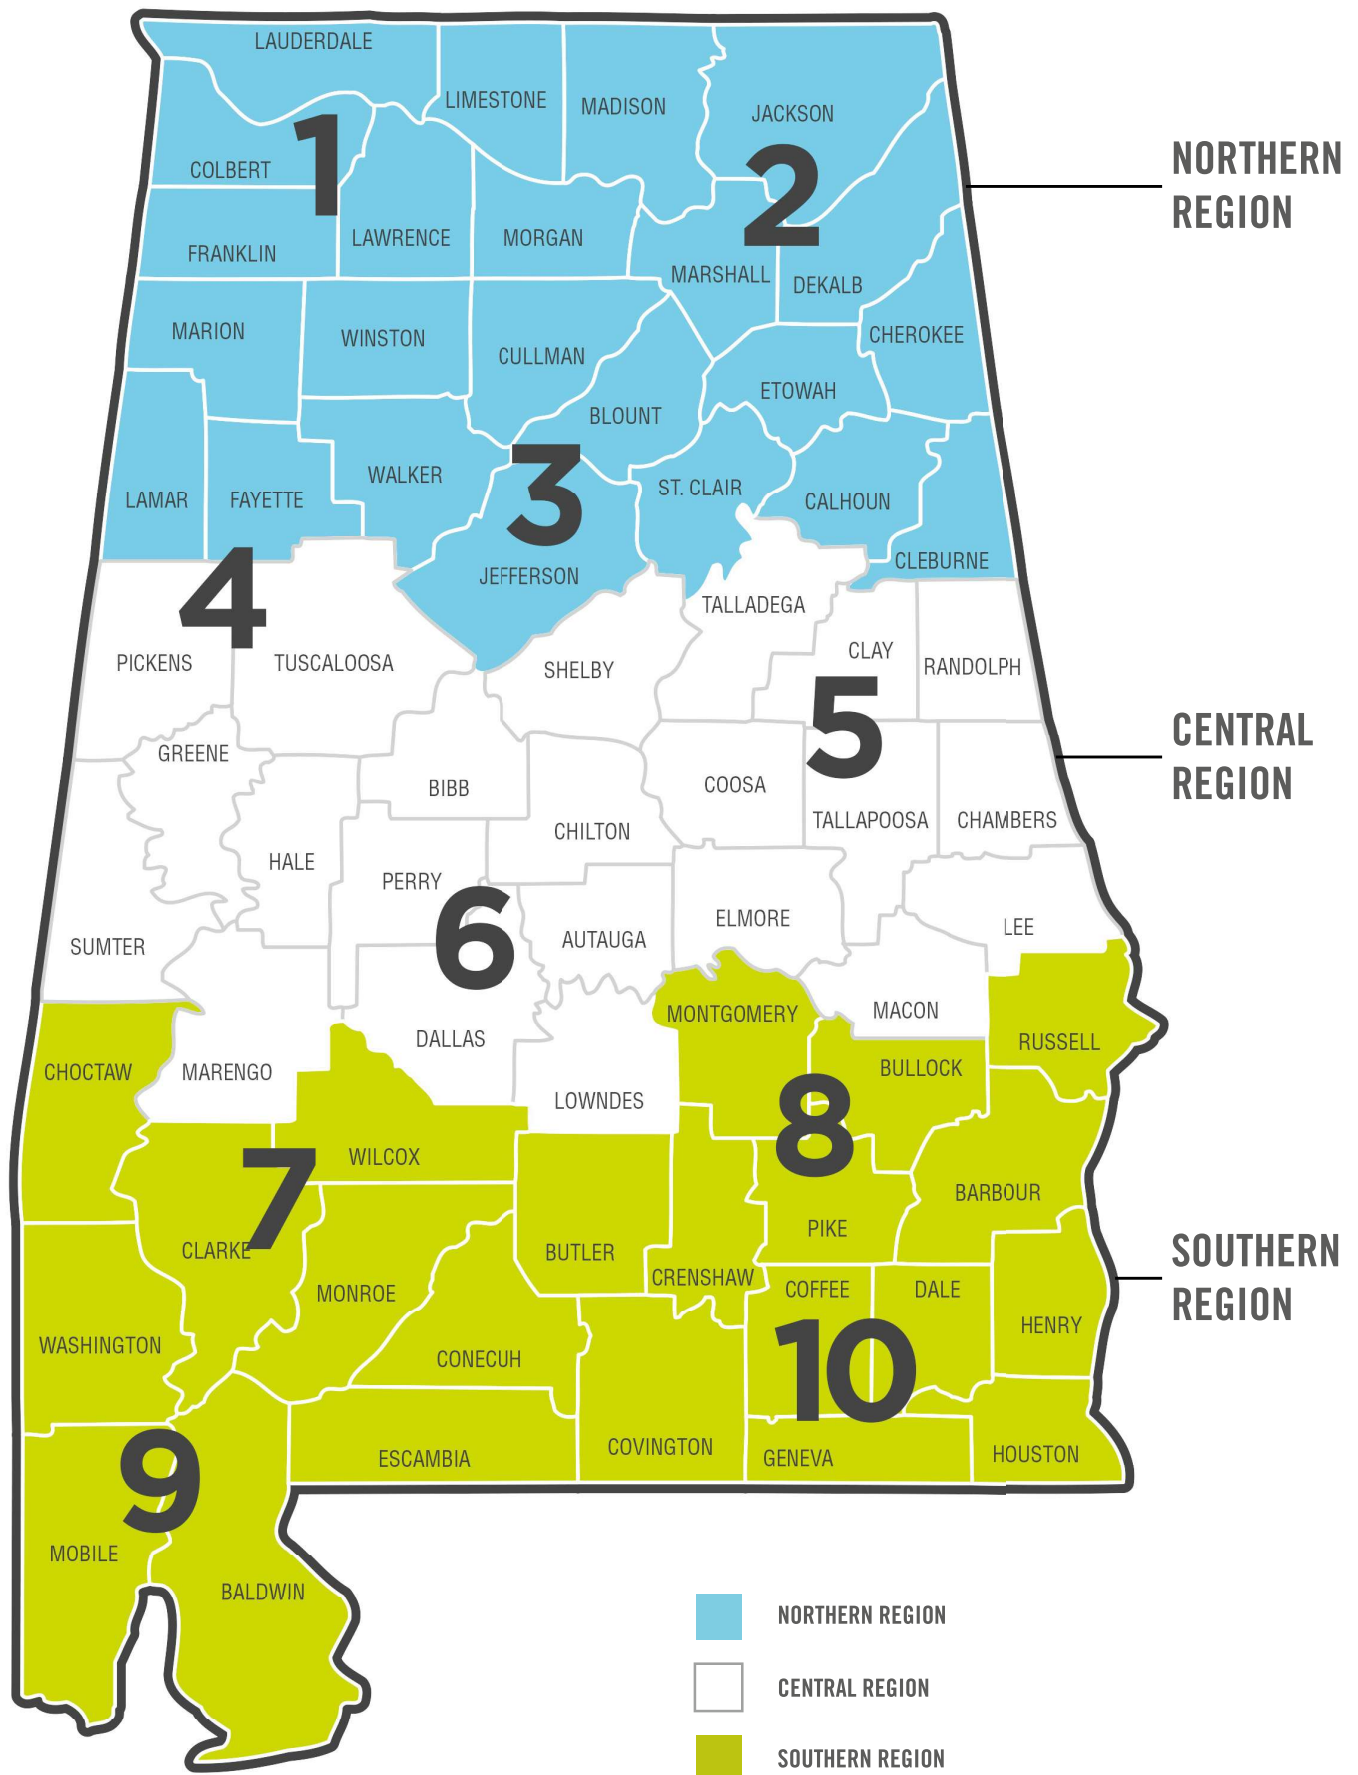 LAUDERDALE
LIMESTONE
MADISON
JACKSON
1
COLBERT
2
NORTHERN
REGION
FRANKLIN
LAWRENCE
MORGAN
MARSHALL
DEKALB
MARION
WINSTON
CULLMAN
CHEROKEE
ETOWAH
BLOUNT
WALKER
3
ST. CLAIR
LAMAR
FAYETTE
CALHOUN
CLEBURNE
JEFFERSON
4
TALLADEGA
PICKENS
TUSCALOOSA
SHELBY
CLAY
RANDOLPH
5
CENTRAL
REGION
GREENE
BIBB
COOSA
CHILTON
TALLAPOOSA
CHAMBERS
HALE
PERRY
6
AUTAUGA
ELMORE
LEE
SUMTER
MONTGOMERY
MACON
DALLAS
RUSSELL
CHOCTAW
MARENGO
BULLOCK
LOWNDES
8
WILCOX
7
BARBOUR
PIKE
CLARKE
BUTLER
CRENSHAW
COFFEE
DALE
SOUTHERN
REGION
MONROE
HENRY
WASHINGTON
CONECUH
10
COVINGTON
ESCAMBIA
GENEVA
HOUSTON
9
MOBILE
BALDWIN
NORTHERN REGION
CENTRAL REGION
SOUTHERN REGION